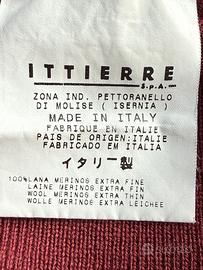 ITTIERRE
S.p.A.
ZONA IND. PETTORANELLO
DI MOLISE ( ISERNIA )
MADE IN ITALY
FABRIQUE EN ITALIE
PAIS DE ORIGEN:ITALIE
FABRICADO EM ITALIA
イタリー製
100%LANA MERINOS EXTRA FINE
LAINE MERINOS EXTRA FIN
WOOL MERINOS EXTRA THIN
WOLLE MERINOS EXTRA LEICHEE